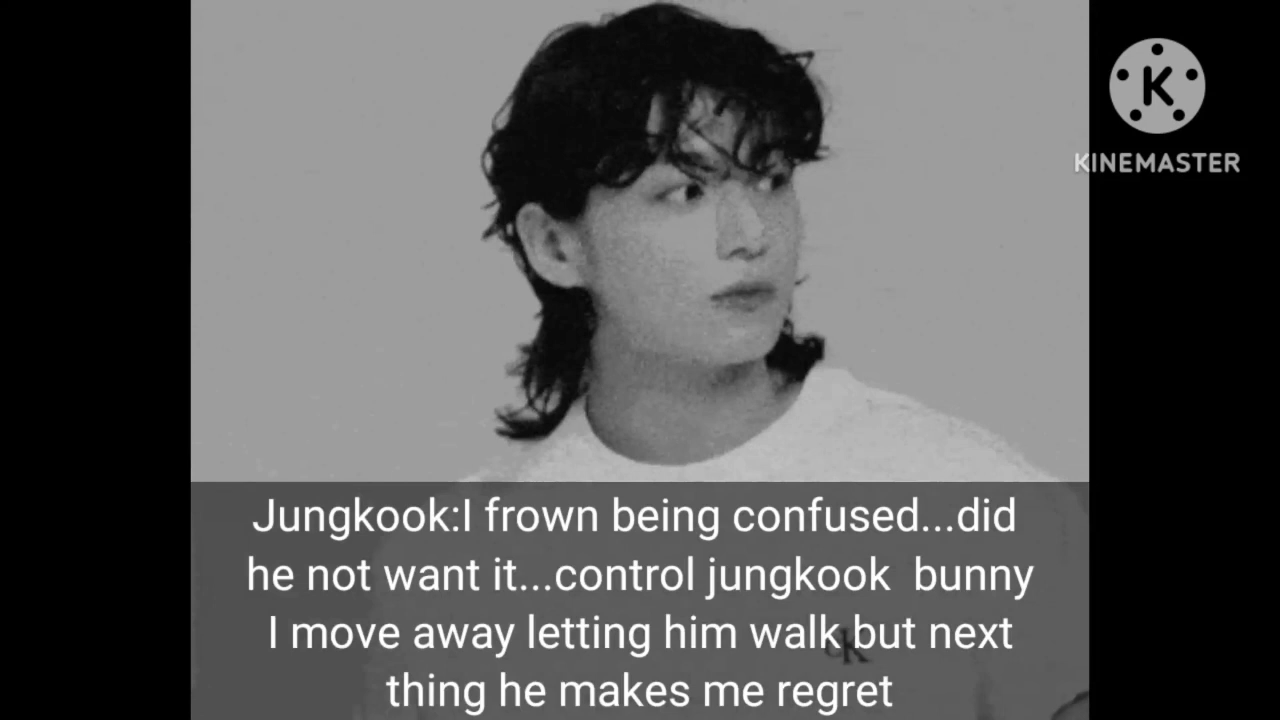 KINEMASTER
Jungkook:I frown being confused...did
he not want it...control jungkook  bunny
I move away letting him walk but next
thing he makes me regret
cK